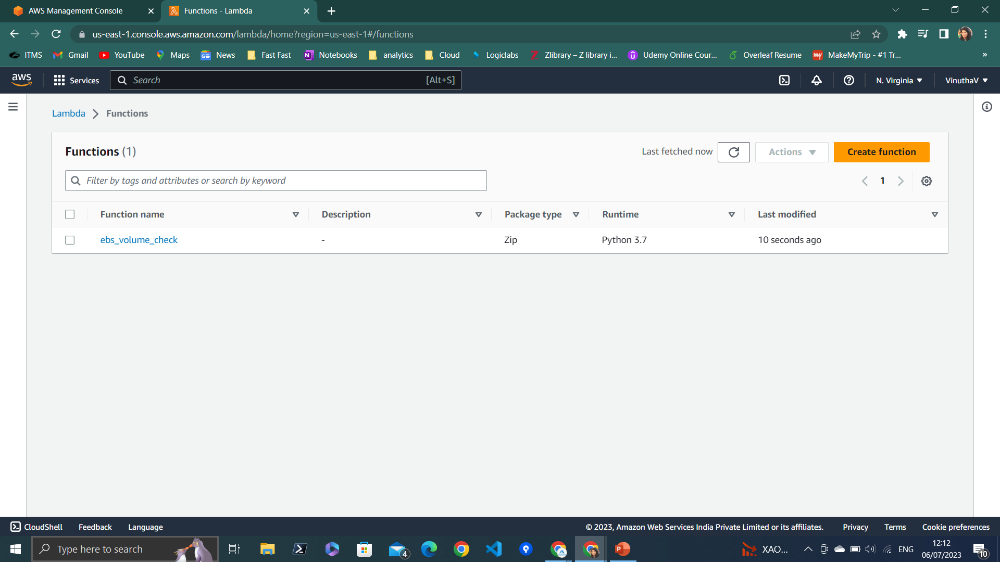 AWS Management Console
Functions - Lambda
us-east-1.console.aws.amazon.com/lambda/home?region=us-east-1#/functions
ITMS Gmail YouTube Maps News Fast Fast Notebooks analytics Cloud Logiclabs Zlibrary – Z library i... Udemy Online Cour... Overleaf Resume MakeMyTrip - #1 Tr... »
aws Services Search [Alt+S] N. Virginia VinuthaV
Lambda Functions
Functions (1) Last fetched now Actions Create function
Filter by tags and attributes or search by keyword 1
Function name Description Package type Runtime Last modified
ebs_volume_check - Zip Python 3.7 10 seconds ago
CloudShell Feedback Language © 2023, Amazon Web Services India Private Limited or its affiliates. Privacy Terms Cookie preferences
Type here to search 4 XAO... ENG 12:12
06/07/2023 10